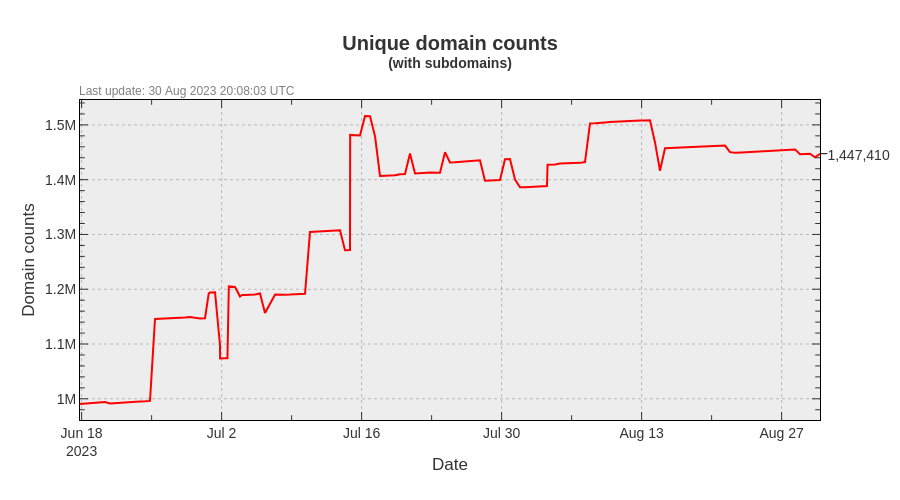 Unique domain counts
(with subdomains)
Last update: 30 Aug 2023 20:08:03 UTC
1.5M
1.4M
1.3M
1.2M
1.1M
1M
Domain counts
1,447,410
Jun 18
2023
Jul 2
Jul 16
Jul 30
Aug 13
Aug 27
Date